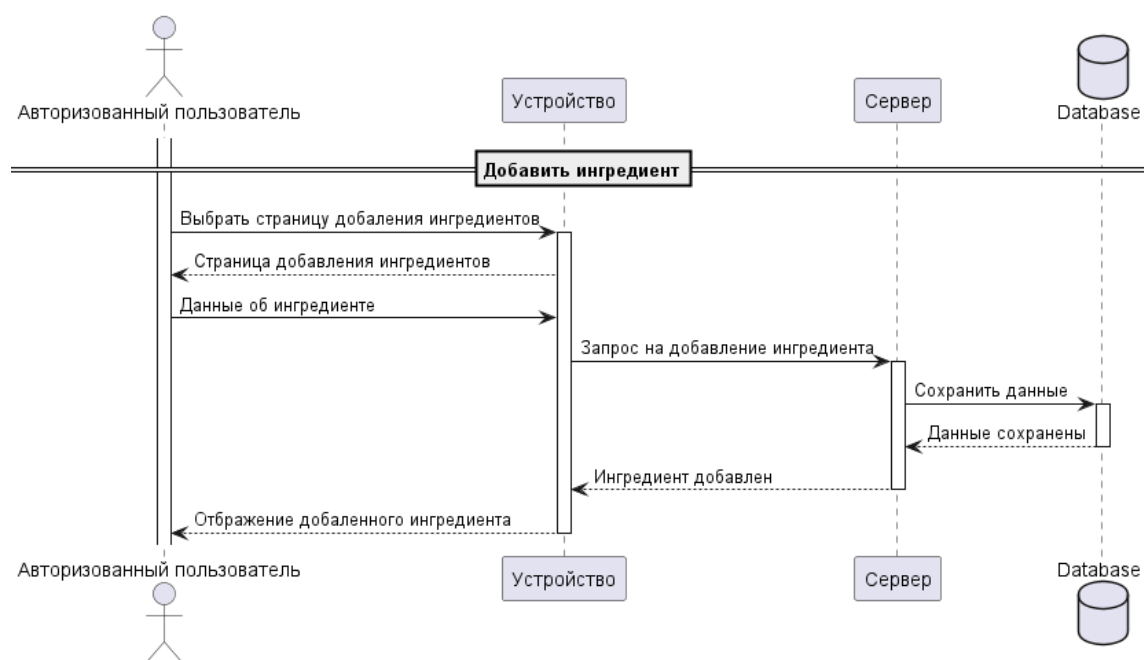 Авторизованный пользователь
Устройство
Сервер
Database
Добавить ингредиент
Выбрать страницу добаления ингредиентов
Страница добавления ингредиентов
Данные об ингредиенте
Запрос на добавление ингредиента
Сохранить данные
Данные сохранены
Ингредиент добавлен
Отбражение добаленного ингредиента
Авторизованный пользователь
Устройство
Сервер
Database